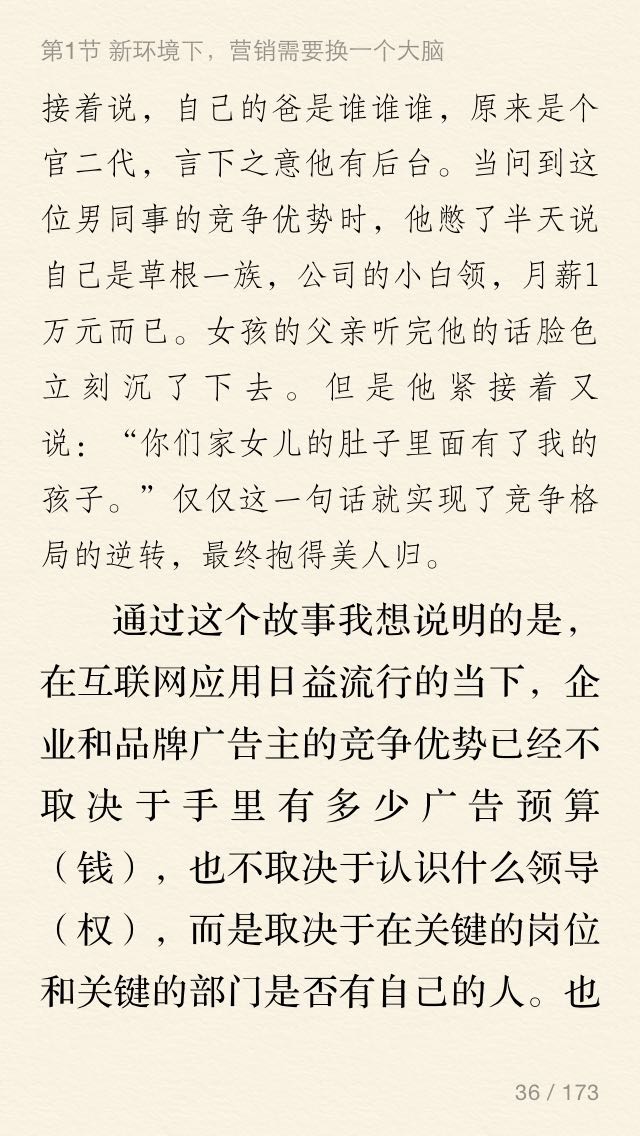 第1节 新环境下，营销需要换一个大脑
接着说，自己的爸是谁谁谁，原来是个
官二代，言下之意他有后台。当问到这
位男同事的竞争优势时，他憋了半天说
自己是草根一族，公司的小白领，月薪1
万元而已。女孩的父亲听完他的话脸色
立刻沉了下去。但是他紧接着又
说：“你们家女儿的肚子里面有了我的
孩子。”仅仅这一句话就实现了竞争格
局的逆转，最终抱得美人归。
通过这个故事我想说明的是，
在互联网应用日益流行的当下，企
业和品牌广告主的竞争优势已经不
取决于手里有多少广告预算
（钱），也不取决于认识什么领导
（权），而是取决于在关键的岗位
和关键的部门是否有自己的人。也
36 / 173